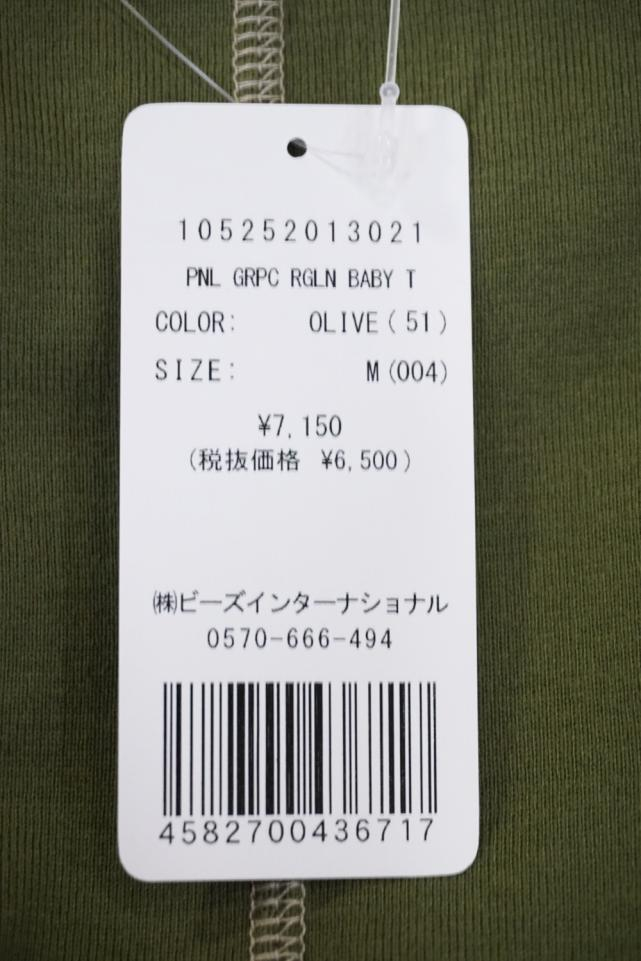 105252013021
PNL GRPC RGLN BABY T
COLOR: OLIVE(51)
SIZE: M(004)
¥7,150
(税抜価格 ¥6,500)
㈱ビーズインターナショナル
0570-666-494
4582700436717